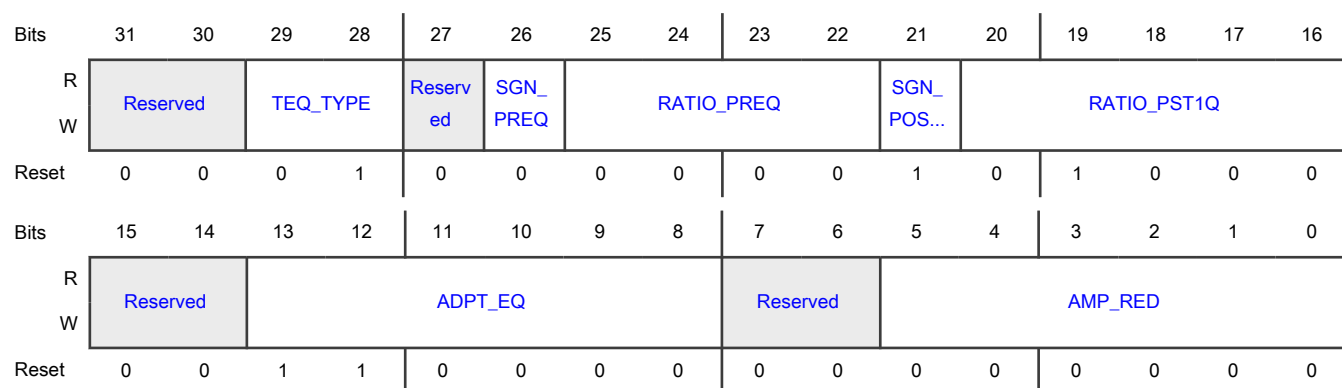 Bits 31 30 29 28 27 26 25 24 23 22 21 20 19 18 17 16
R
W
Reserved TEQ_TYPE Reserv SGN_ RATIO_PREQ SGN_ RATIO_PST1Q
ed PREQ POS...
Reset 0 0 0 1 0 0 0 0 0 0 1 0 1 0 0 0
Bits 15 14 13 12 11 10 9 8 7 6 5 4 3 2 1 0
R
W
Reserved ADPT_EQ Reserved AMP_RED
Reset 0 0 1 1 0 0 0 0 0 0 0 0 0 0 0 0